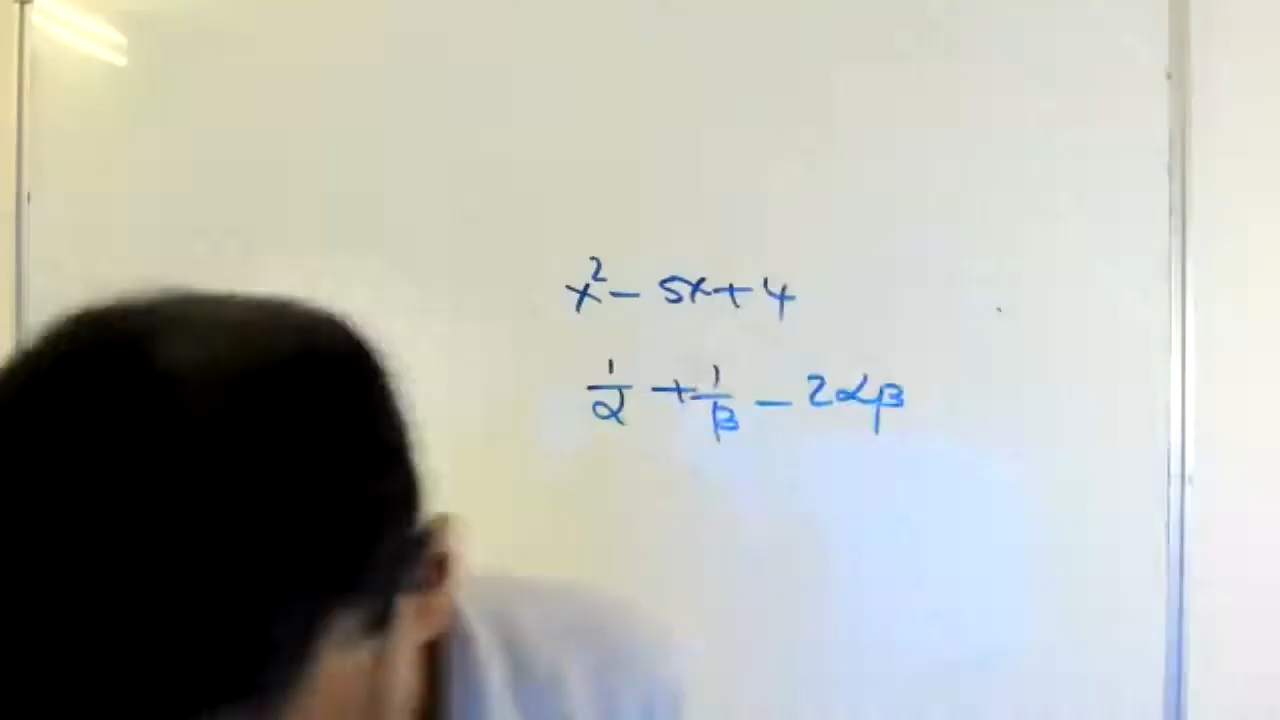 x² - 5x + 4
1/α + 1/β - 2αβ